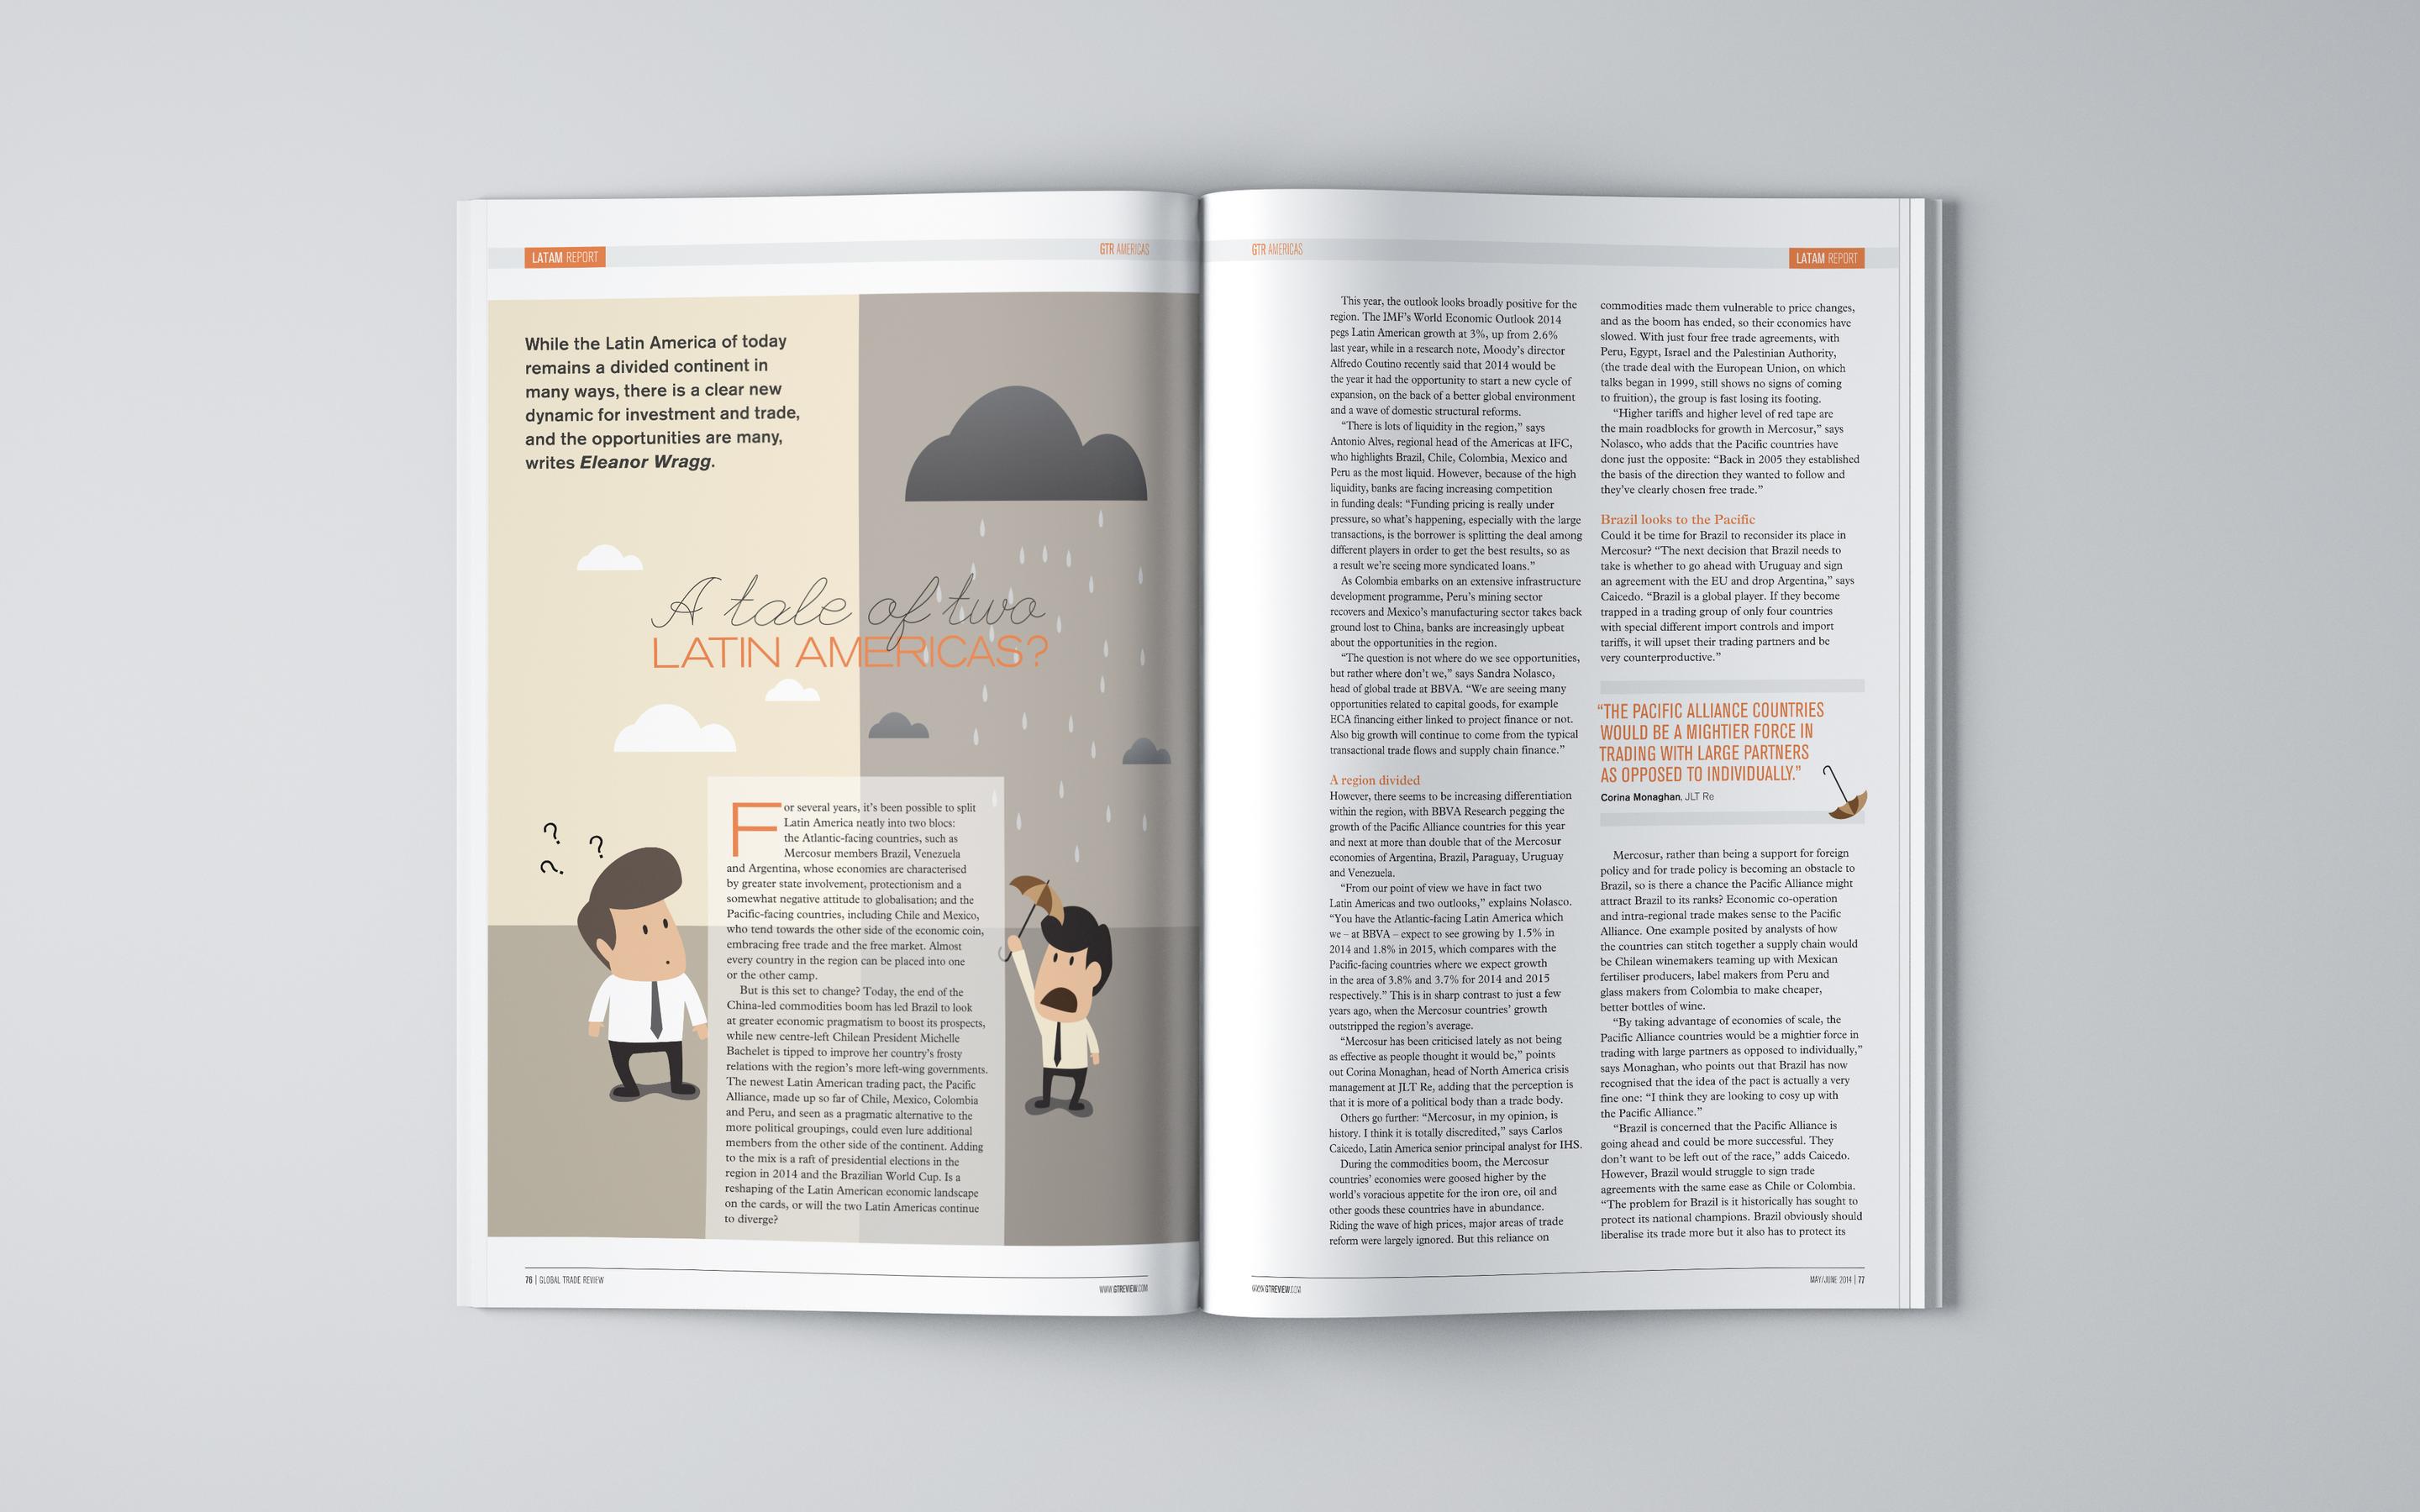 LATAM REPORT
GTR AMERICAS
While the Latin America of today
remains a divided continent in
many ways, there is a clear new
dynamic for investment and trade,
and the opportunities are many,
writes Eleanor Wragg.
A tale of two
LATIN AMERICAS?
For several years, it's been possible to split
Latin America neatly into two blocs:
the Atlantic-facing countries, such as
Mercosur members Brazil, Venezuela
and Argentina, whose economies are characterised
by greater state involvement, protectionism and a
somewhat negative attitude to globalisation; and the
Pacific-facing countries, including Chile and Mexico,
who tend towards the other side of the economic coin,
embracing free trade and the free market. Almost
every country in the region can be placed into one
or the other camp.
But is this set to change? Today, the end of the
China-led commodities boom has led Brazil to look
at greater economic pragmatism to boost its prospects,
while new centre-left Chilean President Michelle
Bachelet is tipped to improve her country's frosty
relations with the region's more left-wing governments.
The newest Latin American trading pact, the Pacific
Alliance, made up so far of Chile, Mexico, Colombia
and Peru, and seen as a pragmatic alternative to the
more political groupings, could even lure additional
members from the other side of the continent. Adding
to the mix is a raft of presidential elections in the
region in 2014 and the Brazilian World Cup. Is a
reshaping of the Latin American economic landscape
on the cards, or will the two Latin Americas continue
to diverge?
? ? ?
76 | GLOBAL TRADE REVIEW
WWW.GTREVIEW.COM
GTR AMERICAS
LATAM REPORT
This year, the outlook looks broadly positive for the
region. The IMF's World Economic Outlook 2014
pegs Latin American growth at 3%, up from 2.6%
last year, while in a research note, Moody's director
Alfredo Coutino recently said that 2014 would be
the year it had the opportunity to start a new cycle of
expansion, on the back of a better global environment
and a wave of domestic structural reforms.
"There is lots of liquidity in the region," says
Antonio Alves, regional head of the Americas at IFC,
who highlights Brazil, Chile, Colombia, Mexico and
Peru as the most liquid. However, because of the high
liquidity, banks are facing increasing competition
in funding deals: "Funding pricing is really under
pressure, so what's happening, especially with the large
transactions, is the borrower is splitting the deal among
different players in order to get the best results, so as
a result we're seeing more syndicated loans."
As Colombia embarks on an extensive infrastructure
development programme, Peru's mining sector
recovers and Mexico's manufacturing sector takes back
ground lost to China, banks are increasingly upbeat
about the opportunities in the region.
"The question is not where do we see opportunities,
but rather where don't we," says Sandra Nolasco,
head of global trade at BBVA. "We are seeing many
opportunities related to capital goods, for example
ECA financing either linked to project finance or not.
Also big growth will continue to come from the typical
transactional trade flows and supply chain finance."
A region divided
However, there seems to be increasing differentiation
within the region, with BBVA Research pegging the
growth of the Pacific Alliance countries for this year
and next at more than double that of the Mercosur
economies of Argentina, Brazil, Paraguay, Uruguay
and Venezuela.
"From our point of view we have in fact two
Latin Americas and two outlooks," explains Nolasco.
"You have the Atlantic-facing Latin America which
we – at BBVA – expect to see growing by 1.5% in
2014 and 1.8% in 2015, which compares with the
Pacific-facing countries where we expect growth
in the area of 3.8% and 3.7% for 2014 and 2015
respectively." This is in sharp contrast to just a few
years ago, when the Mercosur countries' growth
outstripped the region's average.
"Mercosur has been criticised lately as not being
as effective as people thought it would be," points
out Corina Monaghan, head of North America crisis
management at JLT Re, adding that the perception is
that it is more of a political body than a trade body.
Others go further: "Mercosur, in my opinion, is
history. I think it is totally discredited," says Carlos
Caicedo, Latin America senior principal analyst for IHS.
During the commodities boom, the Mercosur
countries' economies were goosed higher by the
world's voracious appetite for the iron ore, oil and
other goods these countries have in abundance.
Riding the wave of high prices, major areas of trade
reform were largely ignored. But this reliance on
commodities made them vulnerable to price changes,
and as the boom has ended, so their economies have
slowed. With just four free trade agreements, with
Peru, Egypt, Israel and the Palestinian Authority,
(the trade deal with the European Union, on which
talks began in 1999, still shows no signs of coming
to fruition), the group is fast losing its footing.
"Higher tariffs and higher level of red tape are
the main roadblocks for growth in Mercosur," says
Nolasco, who adds that the Pacific countries have
done just the opposite: "Back in 2005 they established
the basis of the direction they wanted to follow and
they've clearly chosen free trade."
Brazil looks to the Pacific
Could it be time for Brazil to reconsider its place in
Mercosur? "The next decision that Brazil needs to
take is whether to go ahead with Uruguay and sign
an agreement with the EU and drop Argentina," says
Caicedo. "Brazil is a global player. If they become
trapped in a trading group of only four countries
with special different import controls and import
tariffs, it will upset their trading partners and be
very counterproductive."
"THE PACIFIC ALLIANCE COUNTRIES
WOULD BE A MIGHTIER FORCE IN
TRADING WITH LARGE PARTNERS
AS OPPOSED TO INDIVIDUALLY."
Corina Monaghan, JLT Re
Mercosur, rather than being a support for foreign
policy and for trade policy is becoming an obstacle to
Brazil, so is there a chance the Pacific Alliance might
attract Brazil to its ranks? Economic co-operation
and intra-regional trade makes sense to the Pacific
Alliance. One example posited by analysts of how
the countries can stitch together a supply chain would
be Chilean winemakers teaming up with Mexican
fertiliser producers, label makers from Peru and
glass makers from Colombia to make cheaper,
better bottles of wine.
"By taking advantage of economies of scale, the
Pacific Alliance countries would be a mightier force in
trading with large partners as opposed to individually,"
says Monaghan, who points out that Brazil has now
recognised that the idea of the pact is actually a very
fine one: "I think they are looking to cosy up with
the Pacific Alliance."
"Brazil is concerned that the Pacific Alliance is
going ahead and could be more successful. They
don't want to be left out of the race," adds Caicedo.
However, Brazil would struggle to sign trade
agreements with the same ease as Chile or Colombia.
"The problem for Brazil is it historically has sought to
protect its national champions. Brazil obviously should
liberalise its trade more but it also has to protect its
WWW.GTREVIEW.COM
MAY/JUNE 2014 | 77